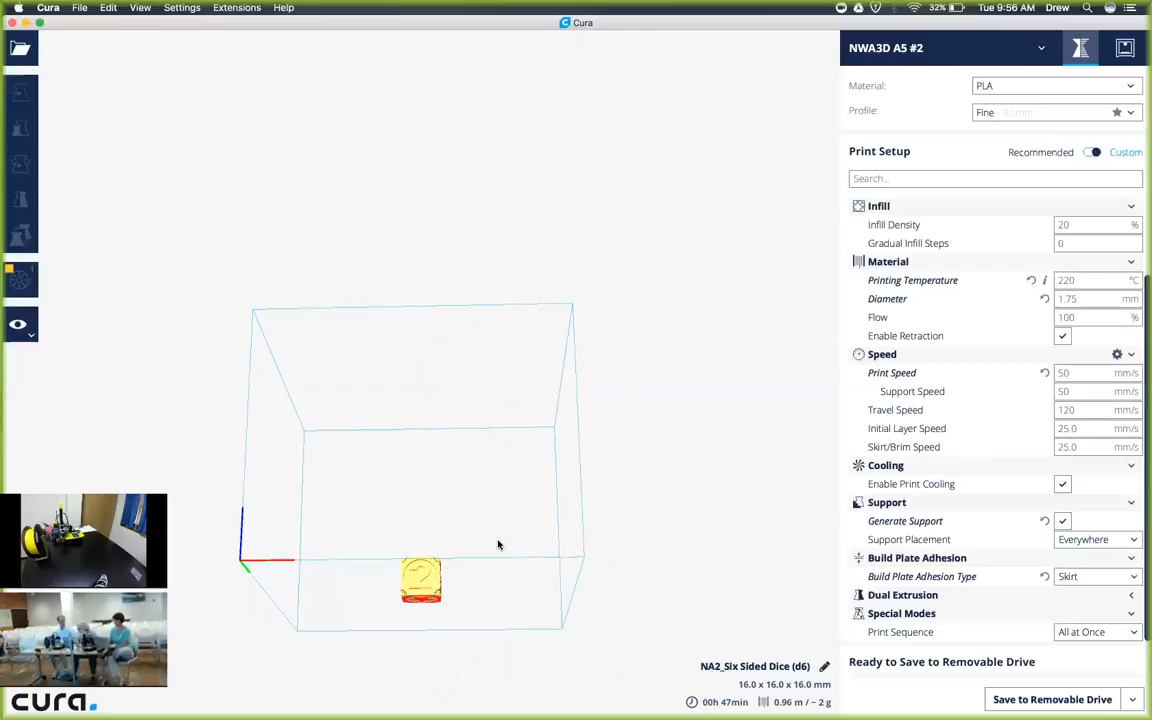 Cura File Edit View Settings Extensions Help 32% Tue 9:56 AM Drew
Cura
NWA3D A5 #2
Material: PLA
Profile: Fine 0.1mm
Print Setup Recommended Custom
Search...
Infill
Infill Density 20 %
Gradual Infill Steps 0
Material
Printing Temperature i 220 °C
Diameter 1.75 mm
Flow 100 %
Enable Retraction
Speed
Print Speed 50 mm/s
Support Speed 50 mm/s
Travel Speed 120 mm/s
Initial Layer Speed 25.0 mm/s
Skirt/Brim Speed 25.0 mm/s
Cooling
Enable Print Cooling
Support
Generate Support
Support Placement Everywhere
Build Plate Adhesion
Build Plate Adhesion Type Skirt
Dual Extrusion
Special Modes
Print Sequence All at Once
2
NA2_Six Sided Dice (d6)
16.0 x 16.0 x 16.0 mm
00h 47min 0.96 m / ~ 2 g
Ready to Save to Removable Drive
Save to Removable Drive
cura.